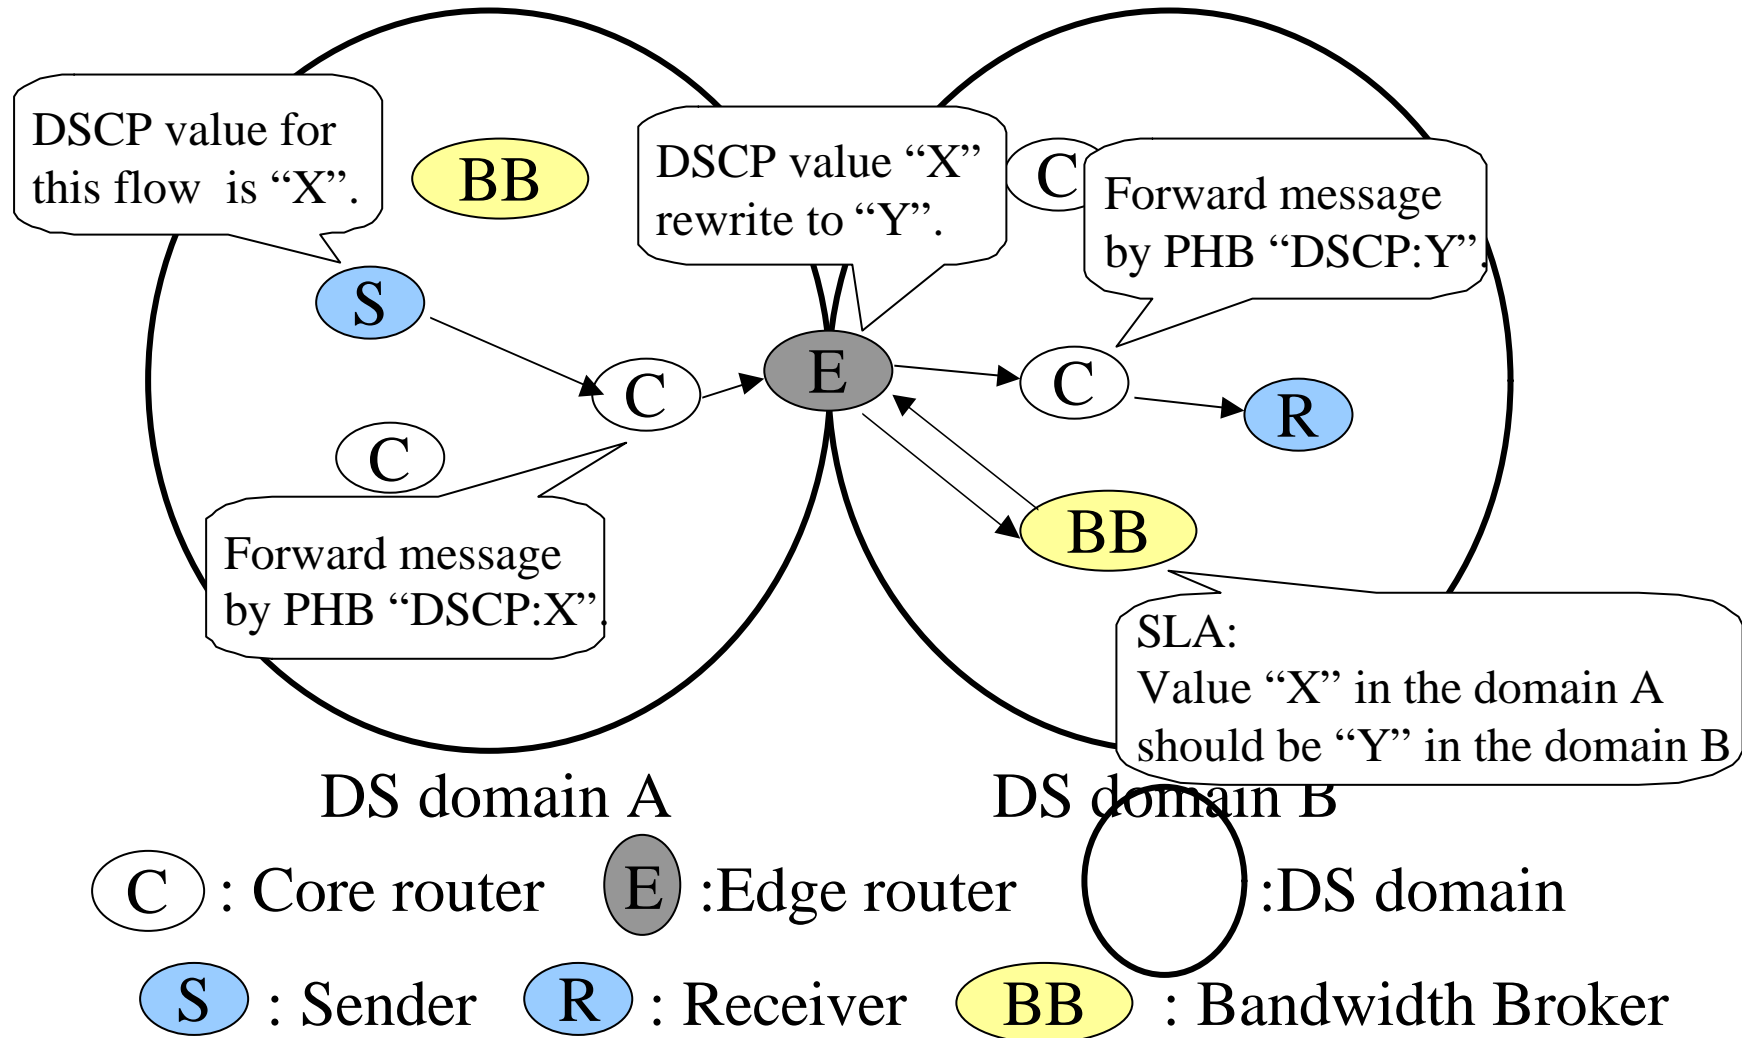 DSCP value for
this flow is “X”.
BB
DSCP value “X”
rewrite to “Y”.
C
Forward message
by PHB “DSCP:Y”.
S
C
E
C
R
C
Forward message
by PHB “DSCP:X”.
BB
SLA:
Value “X” in the domain A
should be “Y” in the domain B
DS domain A
DS domain B
C : Core router
E :Edge router
:DS domain
S : Sender
R : Receiver
BB : Bandwidth Broker